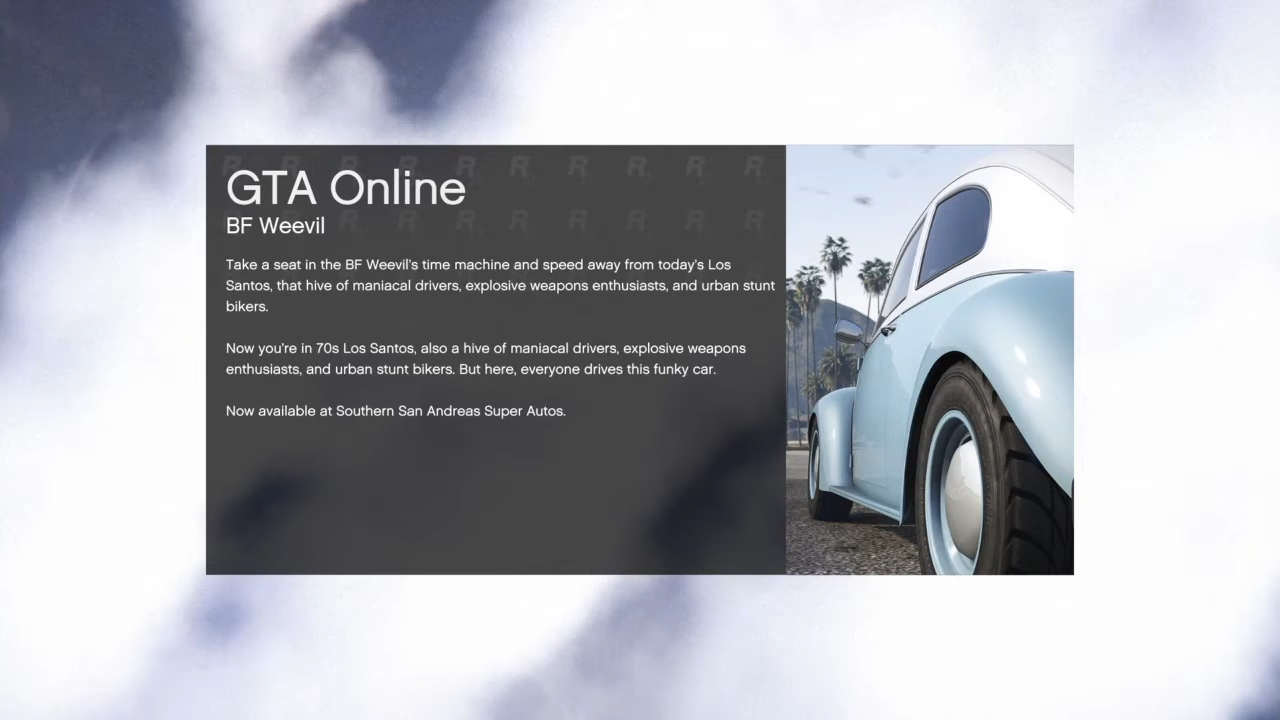 GTA Online
BF Weevil
Take a seat in the BF Weevil's time machine and speed away from today's Los
Santos, that hive of maniacal drivers, explosive weapons enthusiasts, and urban stunt
bikers.
Now you're in 70s Los Santos, also a hive of maniacal drivers, explosive weapons
enthusiasts, and urban stunt bikers. But here, everyone drives this funky car.
Now available at Southern San Andreas Super Autos.